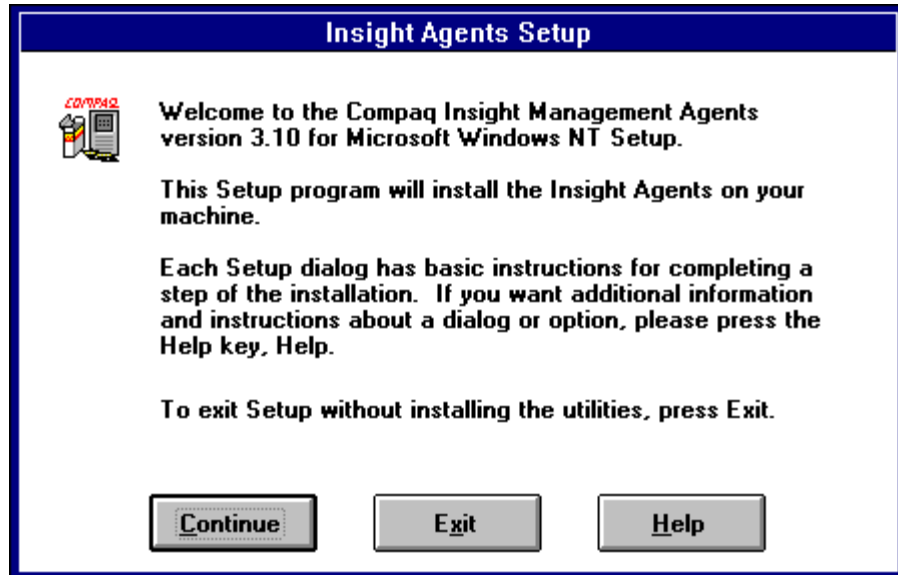 Insight Agents Setup
COMPAQ
Welcome to the Compaq Insight Management Agents
version 3.10 for Microsoft Windows NT Setup.
This Setup program will install the Insight Agents on your
machine.
Each Setup dialog has basic instructions for completing a
step of the installation.  If you want additional information
and instructions about a dialog or option, please press the
Help key, Help.
To exit Setup without installing the utilities, press Exit.
Continue Exit Help